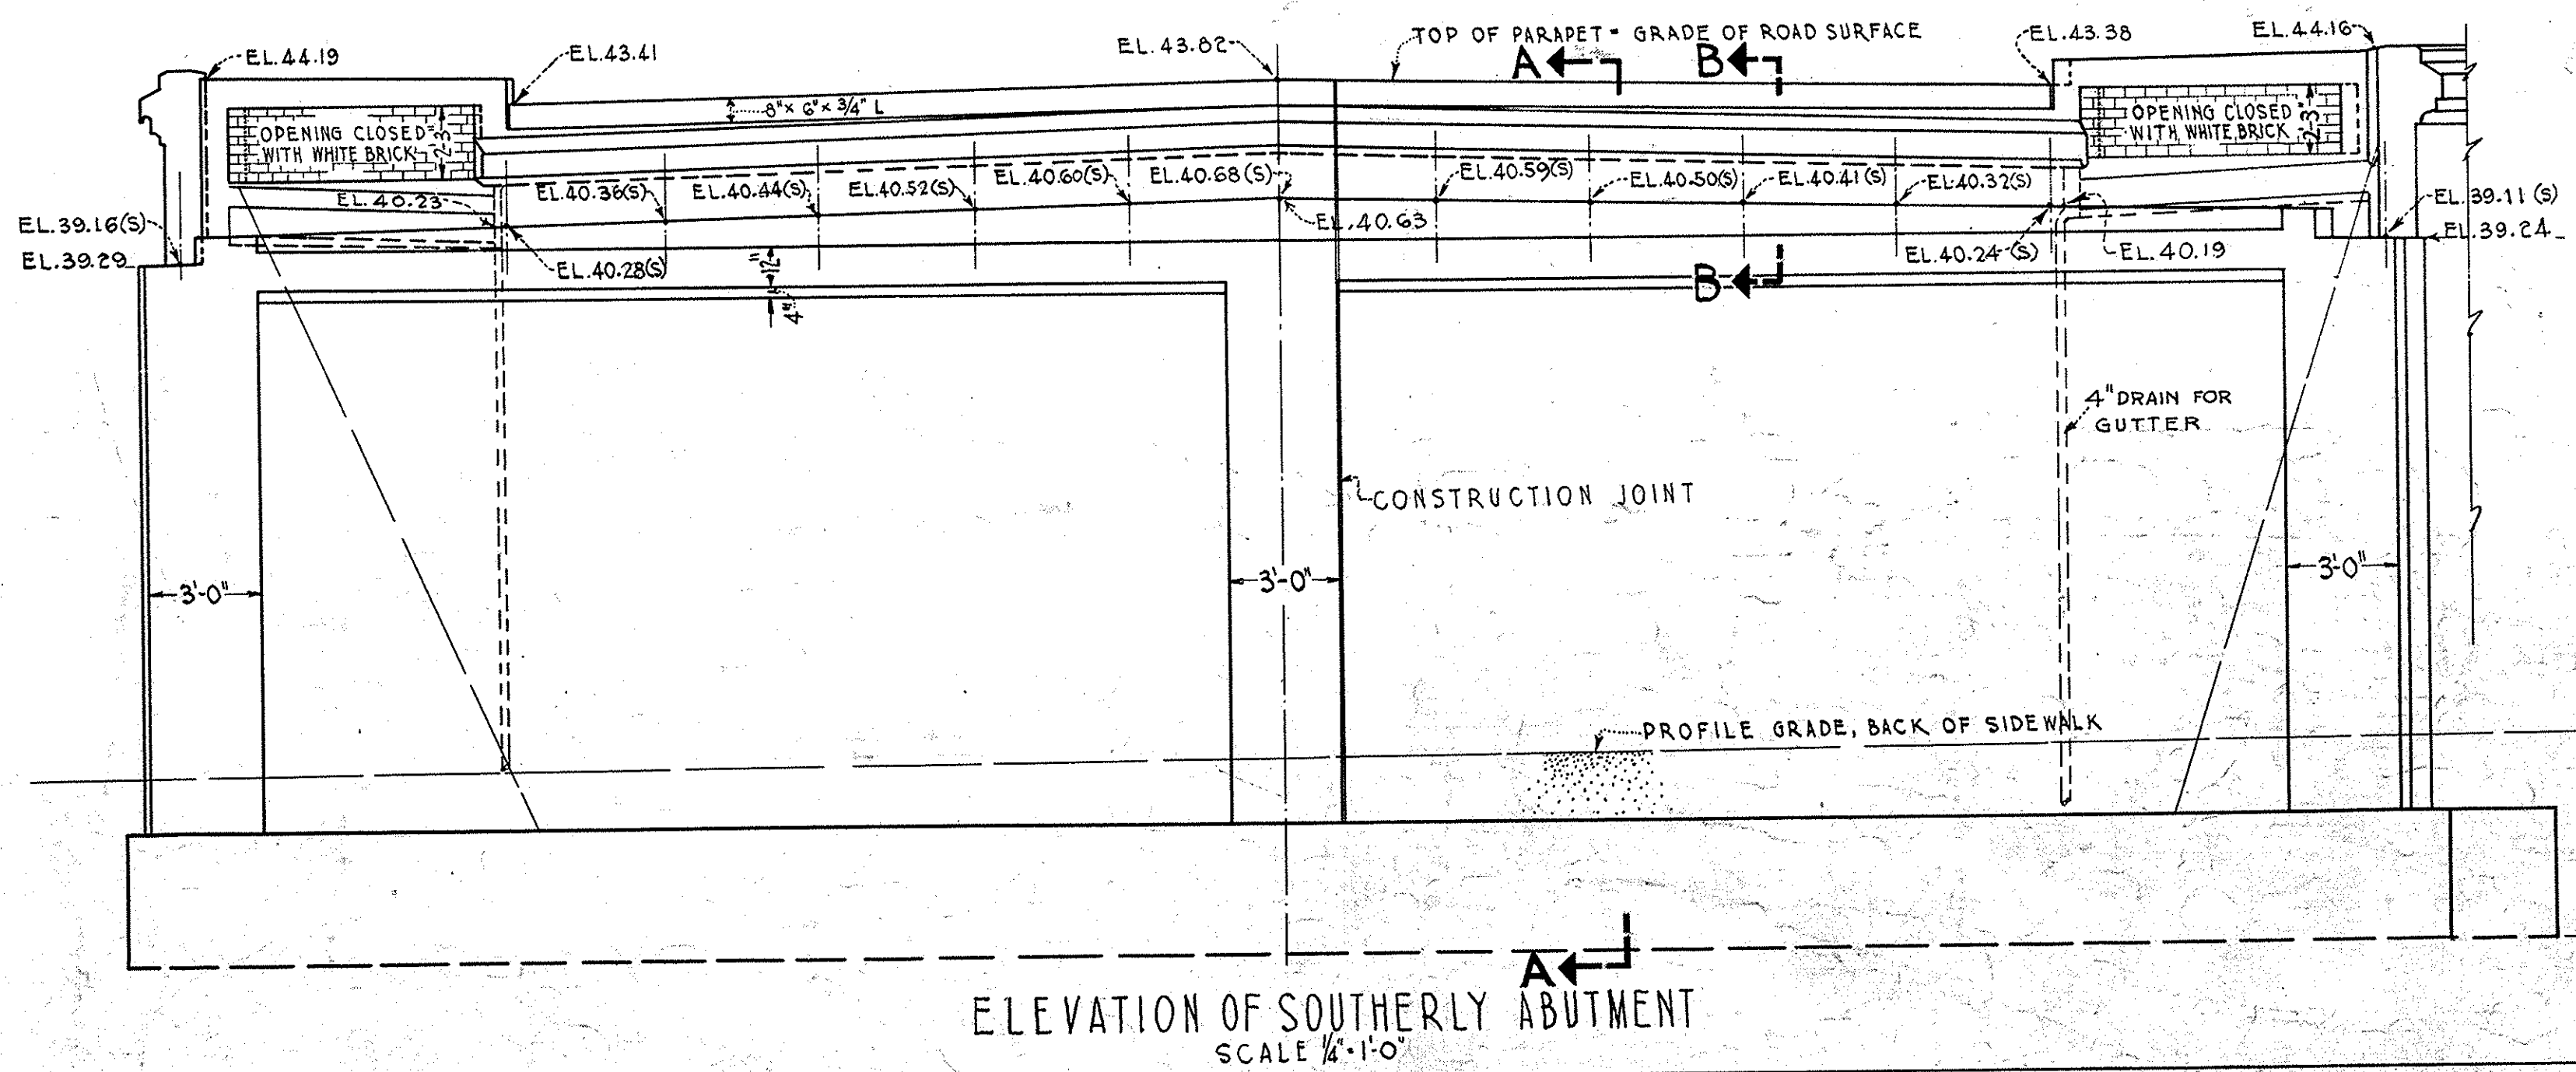 TOP OF PARAPET = GRADE OF ROAD SURFACE
EL. 44.19
EL. 43.41
EL. 43.82
EL. 43.38
EL. 44.16
A
B
8" x 6" x 3/4" L
OPENING CLOSED
WITH WHITE BRICK
2'-3"
OPENING CLOSED
WITH WHITE BRICK
2'-3"
EL. 40.23
EL. 40.36(S)
EL. 40.44(S)
EL. 40.52(S)
EL. 40.60(S)
EL. 40.68(S)
EL. 40.59(S)
EL. 40.50(S)
EL. 40.41(S)
EL. 40.32(S)
EL. 39.16(S)
EL. 39.29
EL. 40.28(S)
EL. 40.63
EL. 40.24(S)
EL. 40.19
EL. 39.11(S)
EL. 39.24
12"
4"
B
4" DRAIN FOR
GUTTER
CONSTRUCTION JOINT
3'-0"
3'-0"
3'-0"
PROFILE GRADE, BACK OF SIDEWALK
A
ELEVATION OF SOUTHERLY ABUTMENT
SCALE 1/4" = 1'-0"